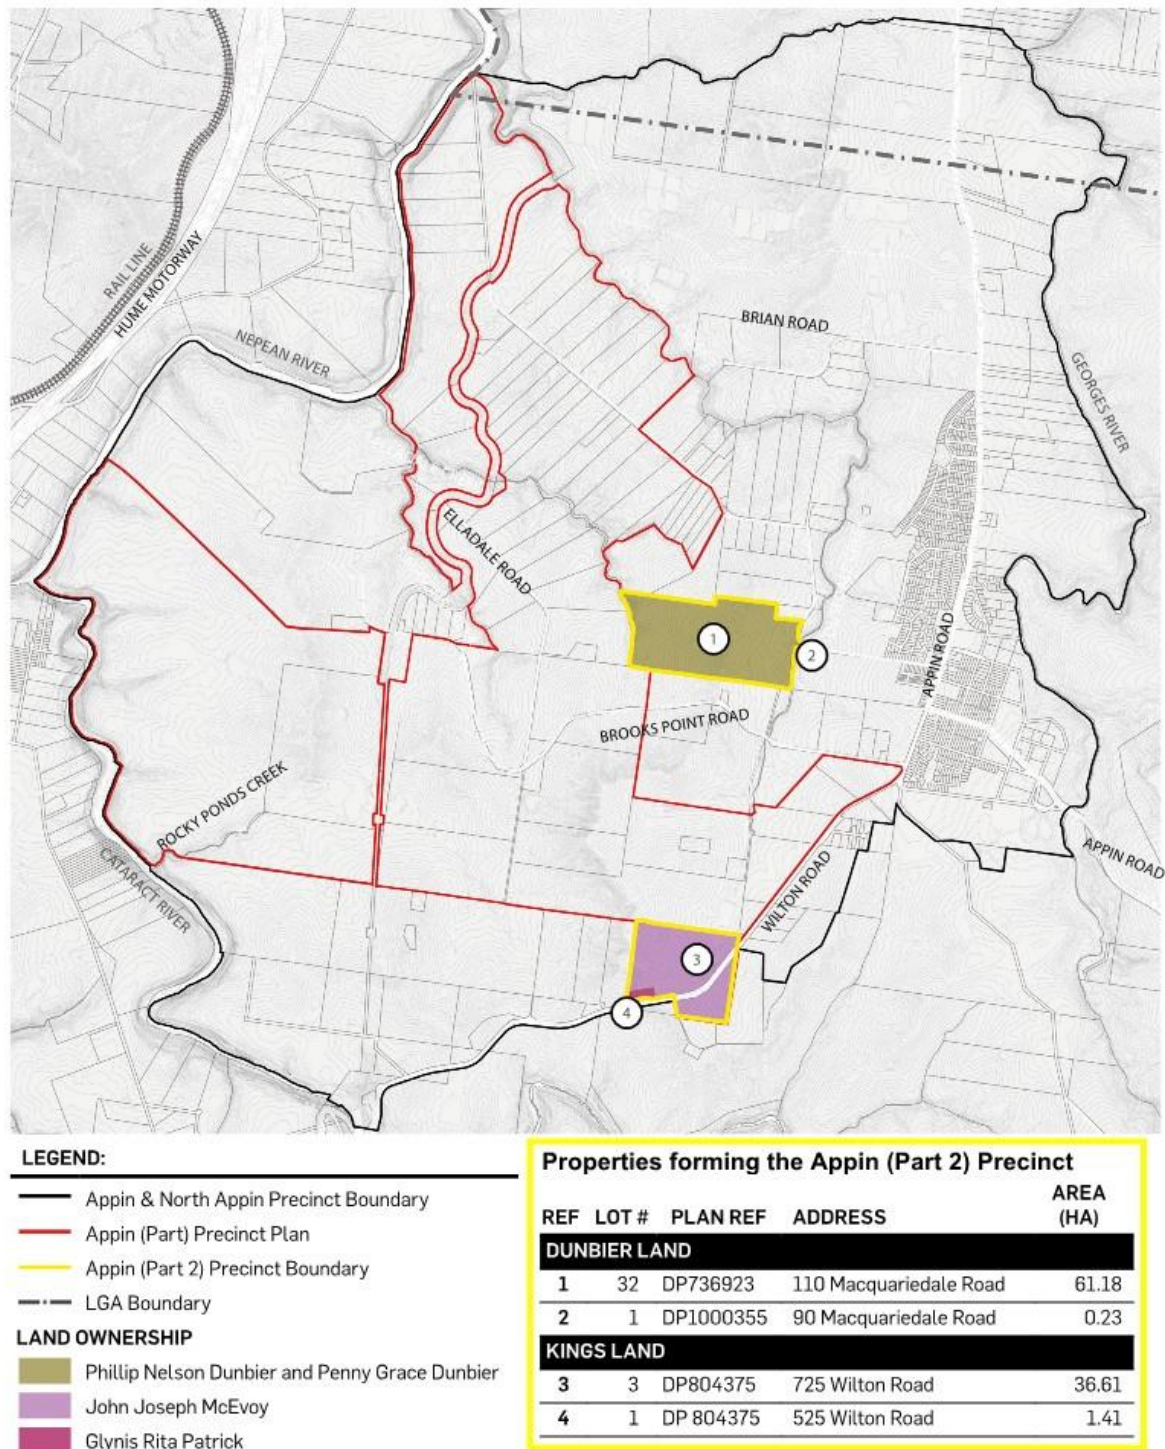 RAIL LINE
HUME MOTORWAY
NEPEAN RIVER
BRIAN ROAD
GEORGES RIVER
ELLADALE ROAD
1
2
APPIN ROAD
BROOKS POINT ROAD
ROCKY PONDS CREEK
CATARACT RIVER
WILTON ROAD
APPIN ROAD
3
4
LEGEND:
Appin & North Appin Precinct Boundary
Appin (Part) Precinct Plan
Appin (Part 2) Precinct Boundary
LGA Boundary
LAND OWNERSHIP
Phillip Nelson Dunbier and Penny Grace Dunbier
John Joseph McEvoy
Glynis Rita Patrick
Properties forming the Appin (Part 2) Precinct
REF LOT # PLAN REF ADDRESS AREA (HA)
DUNBIER LAND
1 32 DP736923 110 Macquariedale Road 61.18
2 1 DP1000355 90 Macquariedale Road 0.23
KINGS LAND
3 3 DP804375 725 Wilton Road 36.61
4 1 DP 804375 525 Wilton Road 1.41